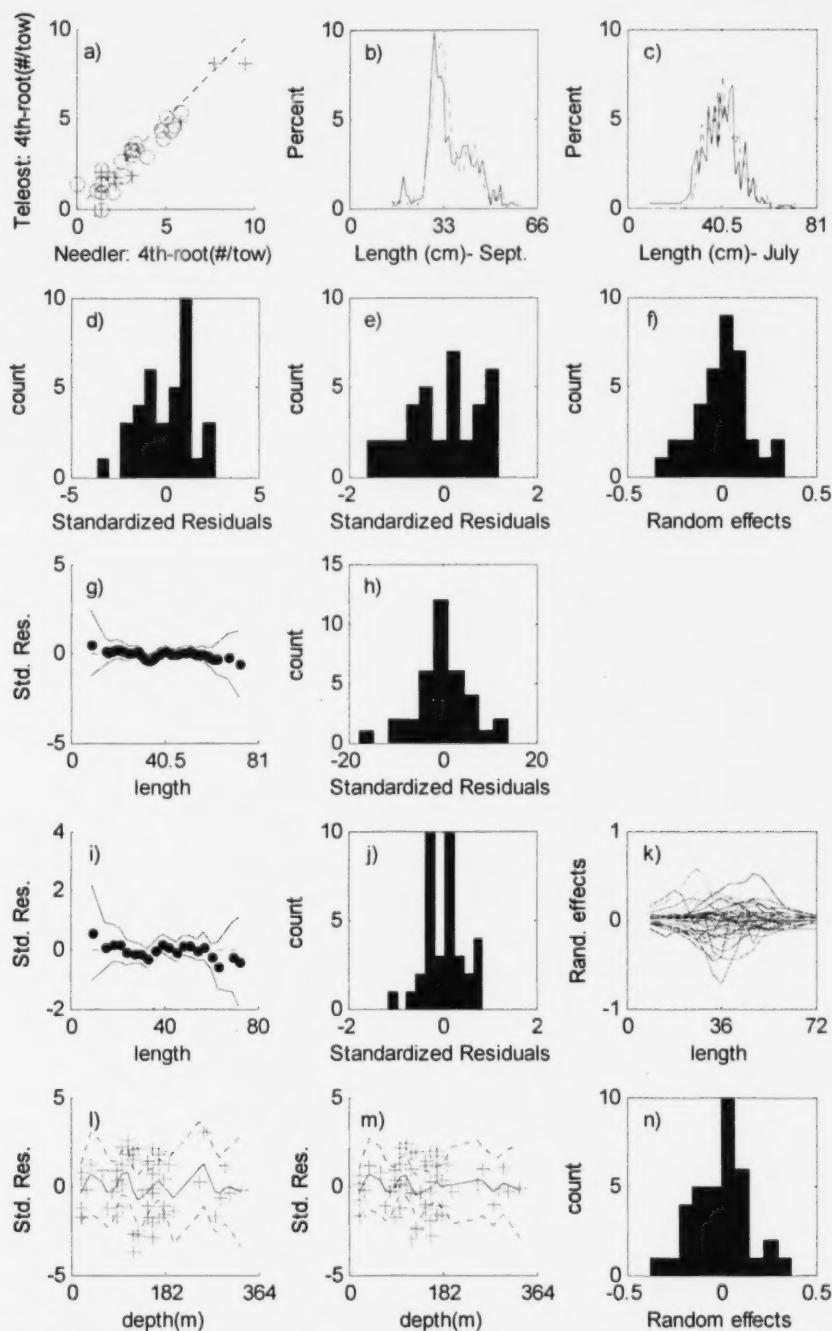 a)
10
5
0
Teleost: 4th-root(#/tow)
0 5 10
Needler: 4th-root(#/tow)
b)
10
5
0
Percent
33 66
Length (cm)- Sept.
c)
10
5
0
Percent
0 40.5 81
Length (cm)- July
d)
10
5
0
count
-5 0 5
Standardized Residuals
e)
10
5
0
count
-2 0 2
Standardized Residuals
f)
10
5
0
count
-0.5 0 0.5
Random effects
g)
5
0
-5
Std. Res.
0 40.5 81
length
h)
15
10
5
0
count
-20 0 20
Standardized Residuals
i)
4
2
0
-2
Std. Res.
0 40 80
length
j)
10
5
0
count
-2 0 2
Standardized Residuals
k)
1
0
-1
Rand. effects
0 36 72
length
l)
5
0
-5
Std. Res.
0 182 364
depth(m)
m)
5
0
-5
Std. Res.
0 182 364
depth(m)
n)
10
5
0
count
-0.5 0 0.5
Random effects